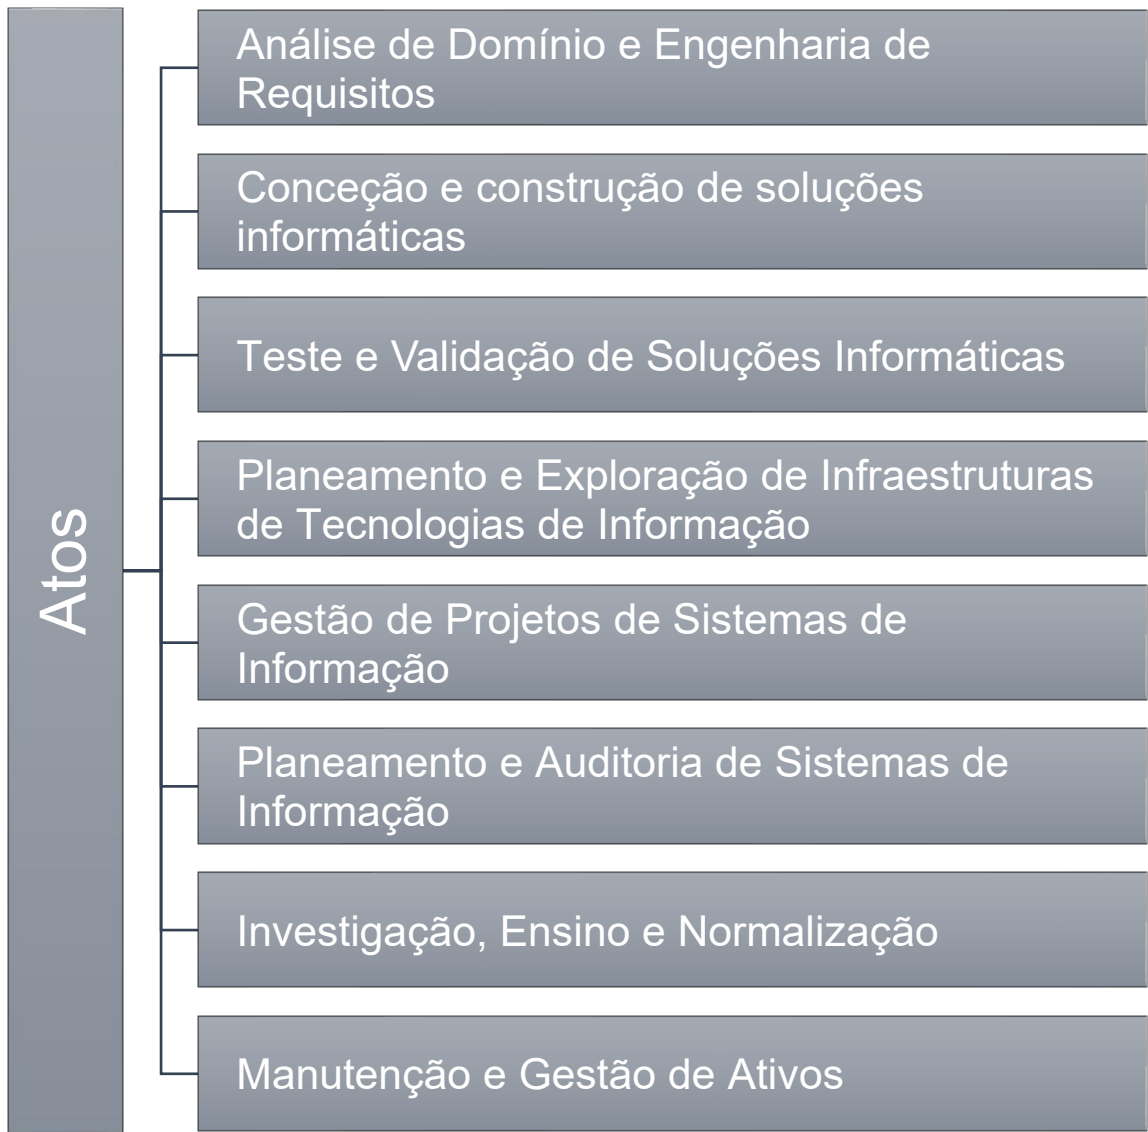 Atos
Análise de Domínio e Engenharia de
Requisitos
Conceção e construção de soluções
informáticas
Teste e Validação de Soluções Informáticas
Planeamento e Exploração de Infraestruturas
de Tecnologias de Informação
Gestão de Projetos de Sistemas de
Informação
Planeamento e Auditoria de Sistemas de
Informação
Investigação, Ensino e Normalização
Manutenção e Gestão de Ativos